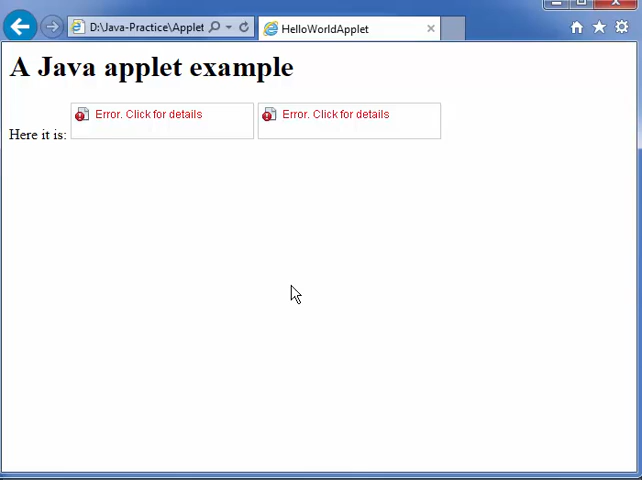 D:\Java-Practice\Applet
HelloWorldApplet
A Java applet example
Error. Click for details
Error. Click for details
Here it is: